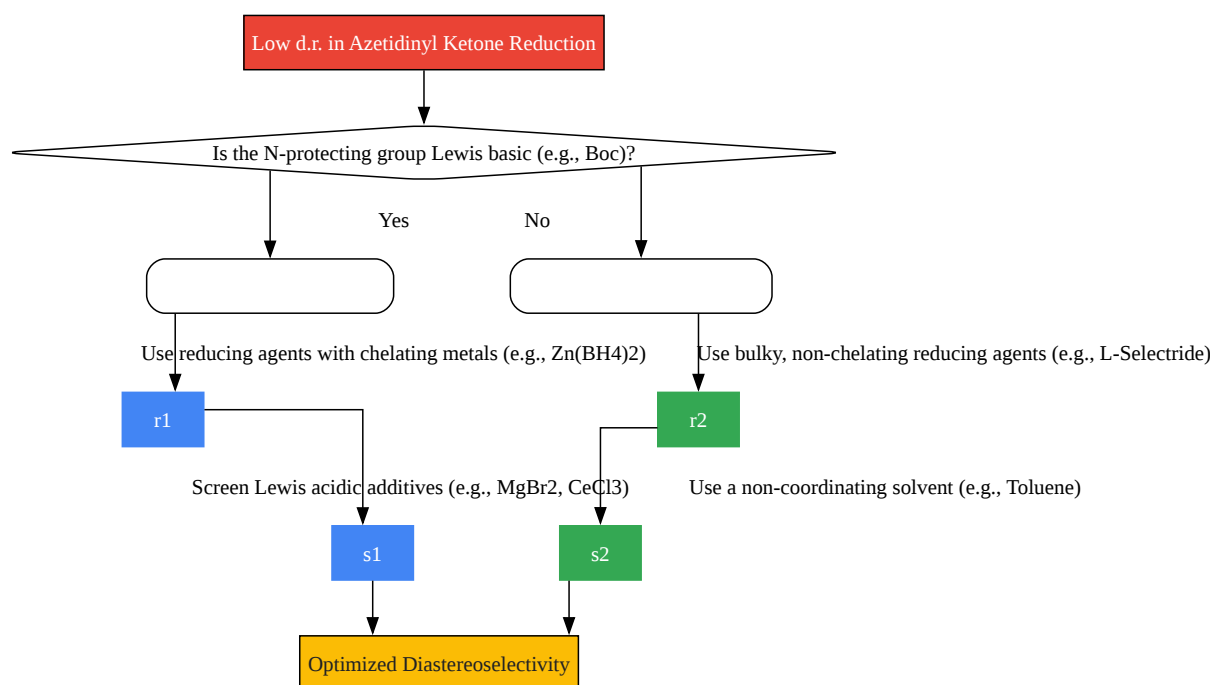 Low d.r. in Azetidinyl Ketone Reduction
Is the N-protecting group Lewis basic (e.g., Boc)?
Yes
No
Use reducing agents with chelating metals (e.g., Zn(BH4)2)
Use bulky, non-chelating reducing agents (e.g., L-Selectride)
r1
r2
Screen Lewis acidic additives (e.g., MgBr2, CeCl3)
Use a non-coordinating solvent (e.g., Toluene)
s1
s2
Optimized Diastereoselectivity